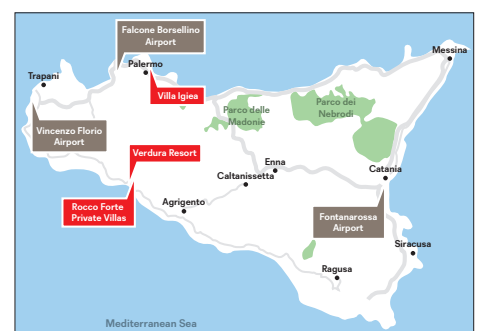 Falcone Borsellino
Airport
Messina
Palermo
Trapani
Villa Igiea
Parco dei
Nebrodi
Parco delle
Madonie
Vincenzo Florio
Airport
Verdura Resort
Enna
Caltanissetta
Catania
Rocco Forte
Private Villas
Agrigento
Fontanarossa
Airport
Siracusa
Ragusa
Mediterranean Sea